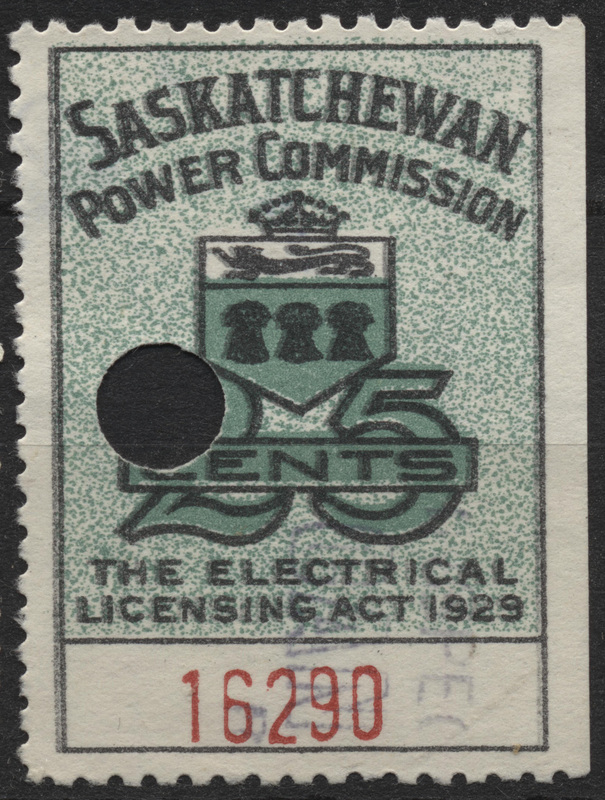 SASKATCHEWAN
POWER COMMISSION
25
CENTS
THE ELECTRICAL
LICENSING ACT 1929
16290